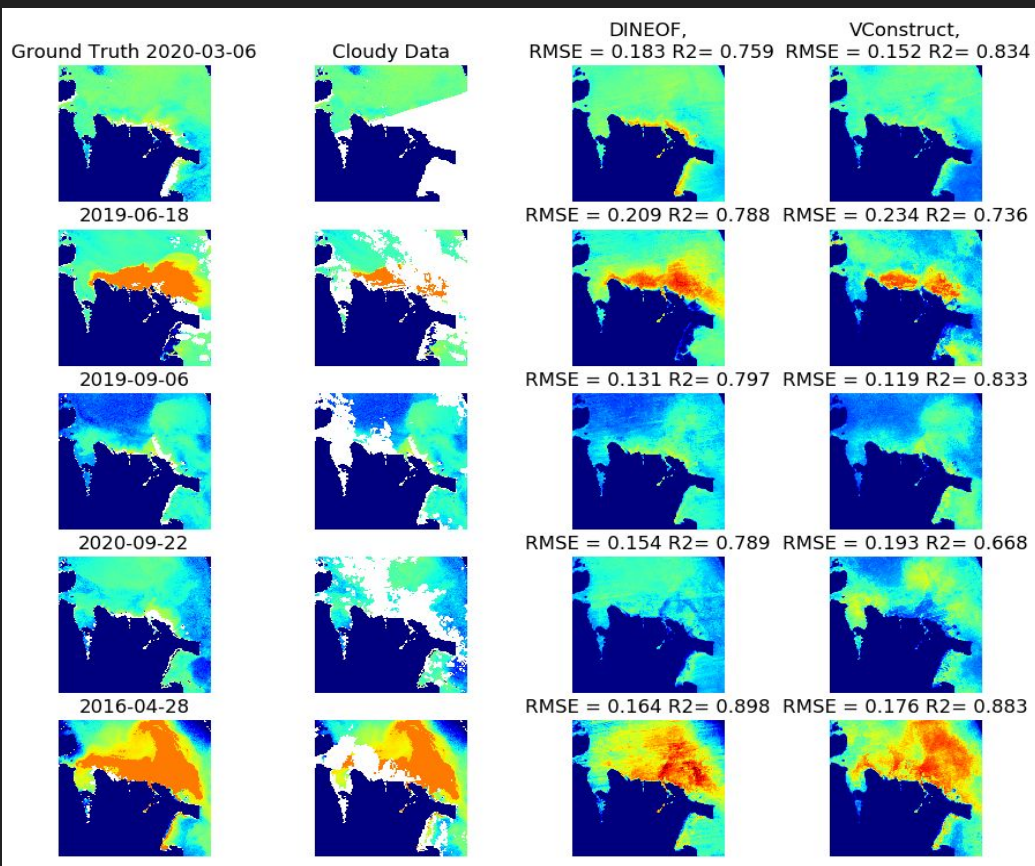 DINEOF,
VConstruct,
Ground Truth 2020-03-06
Cloudy Data
RMSE = 0.183 R2= 0.759
RMSE = 0.152 R2= 0.834
2019-06-18
RMSE = 0.209 R2= 0.788
RMSE = 0.234 R2= 0.736
2019-09-06
RMSE = 0.131 R2= 0.797
RMSE = 0.119 R2= 0.833
2020-09-22
RMSE = 0.154 R2= 0.789
RMSE = 0.193 R2= 0.668
2016-04-28
RMSE = 0.164 R2= 0.898
RMSE = 0.176 R2= 0.883